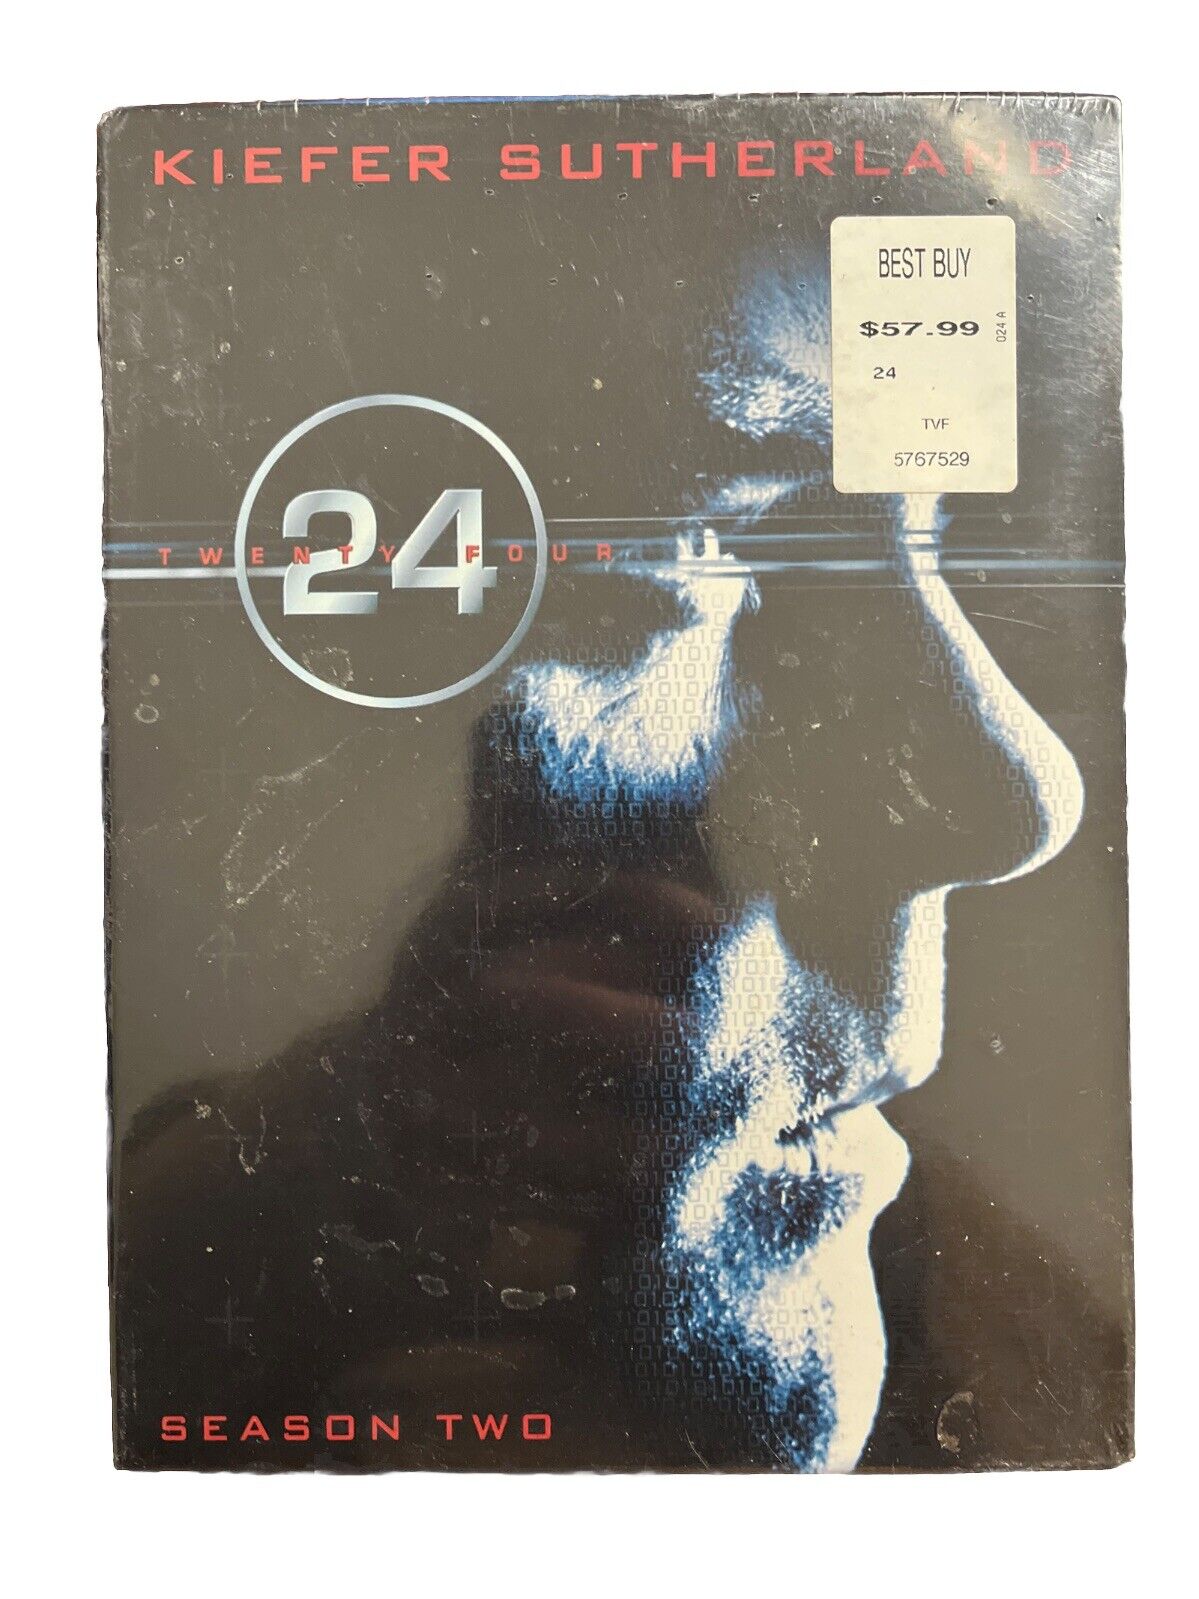 KIEFER SUTHERLAND
BEST BUY
$57.99
024 A
24
TVF
5767529
24
TWENTY FOUR
SEASON TWO